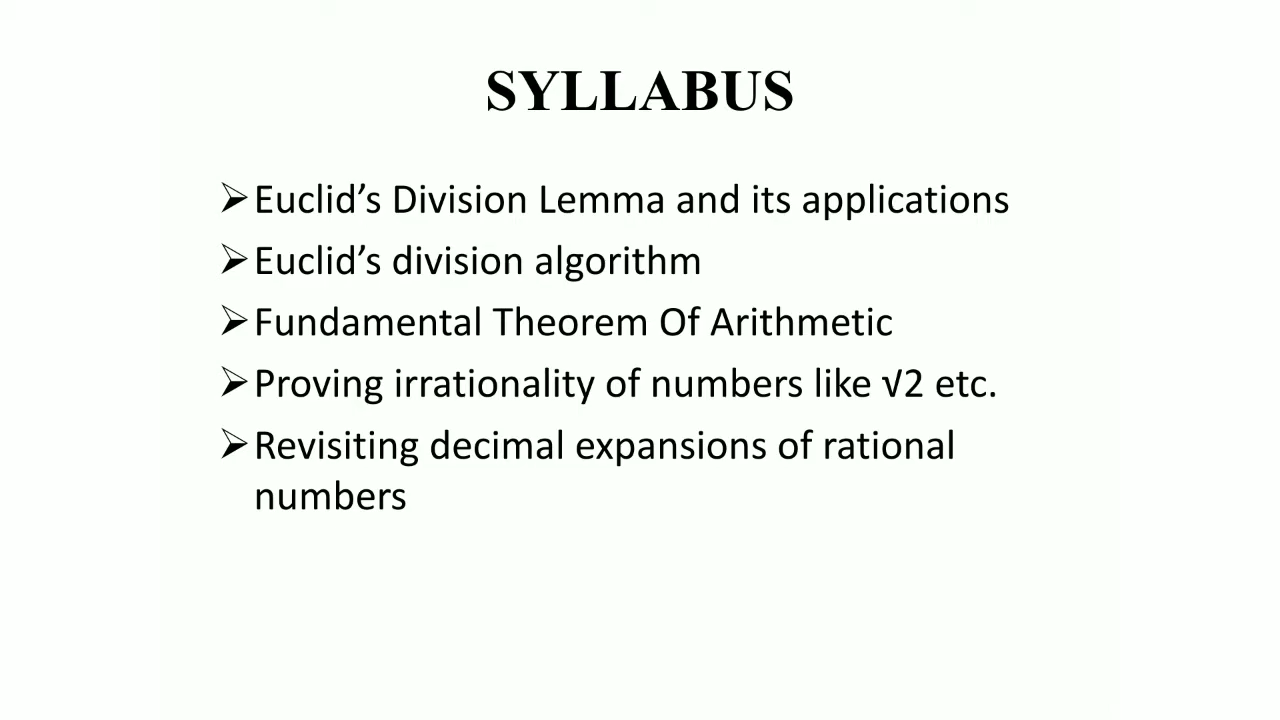 SYLLABUS
➢Euclid’s Division Lemma and its applications
➢Euclid’s division algorithm
➢Fundamental Theorem Of Arithmetic
➢Proving irrationality of numbers like √2 etc.
➢Revisiting decimal expansions of rational
numbers